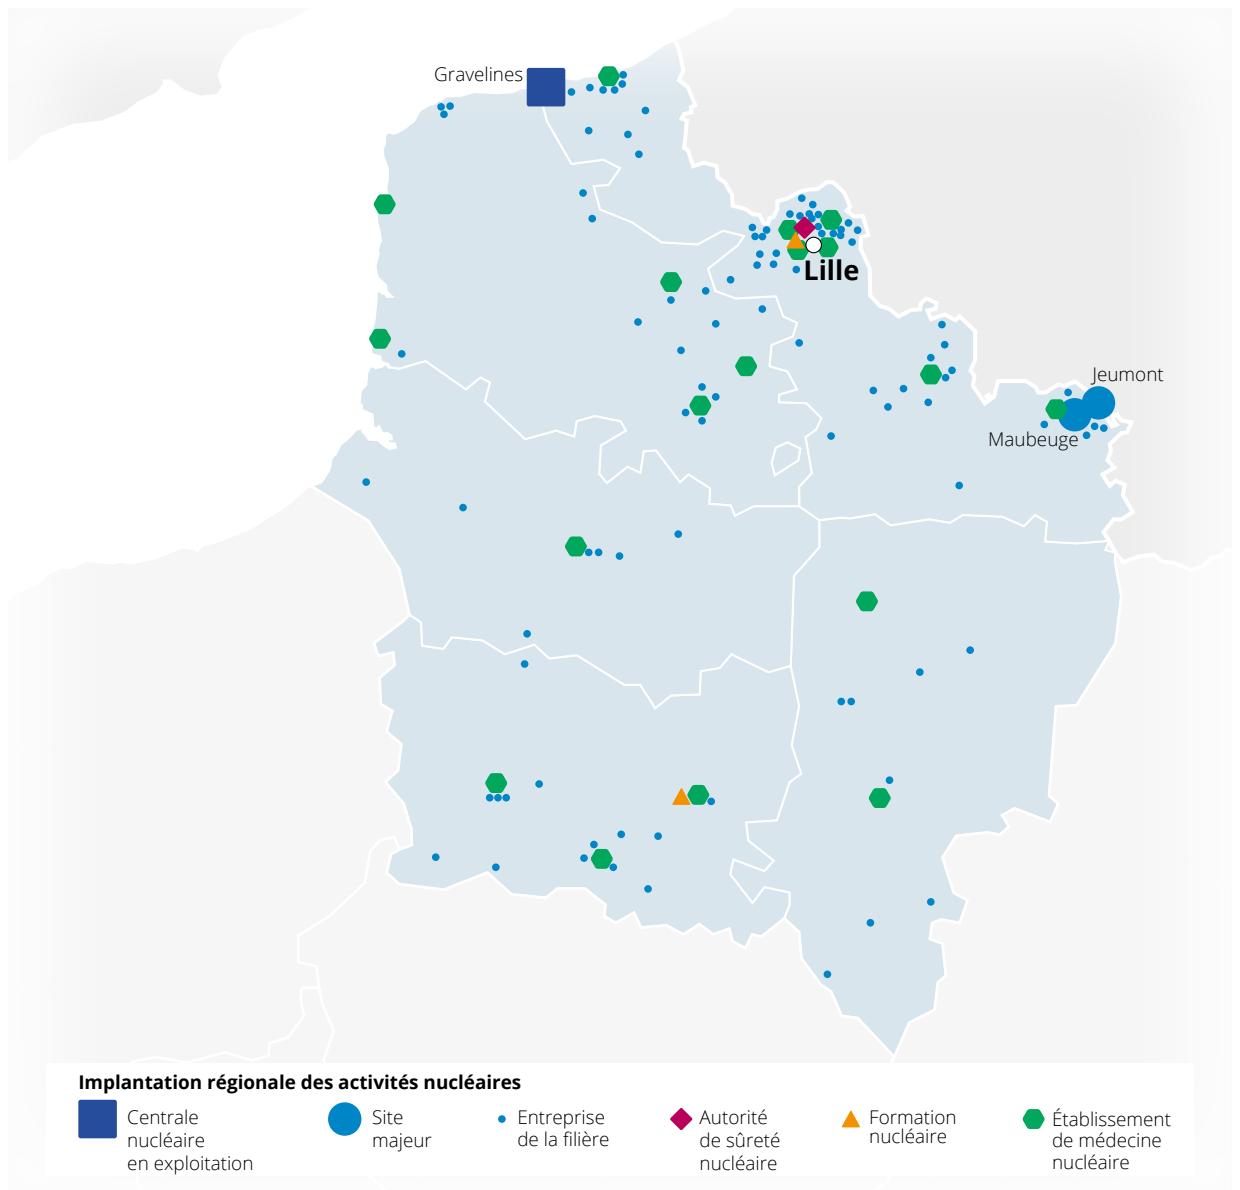 Gravelines
Lille
Jeumont
Maubeuge
Implantation régionale des activités nucléaires
Centrale
nucléaire
en exploitation
Site
majeur
Entreprise
de la filière
Autorité
de sûreté
nucléaire
Formation
nucléaire
Établissement
de médecine
nucléaire